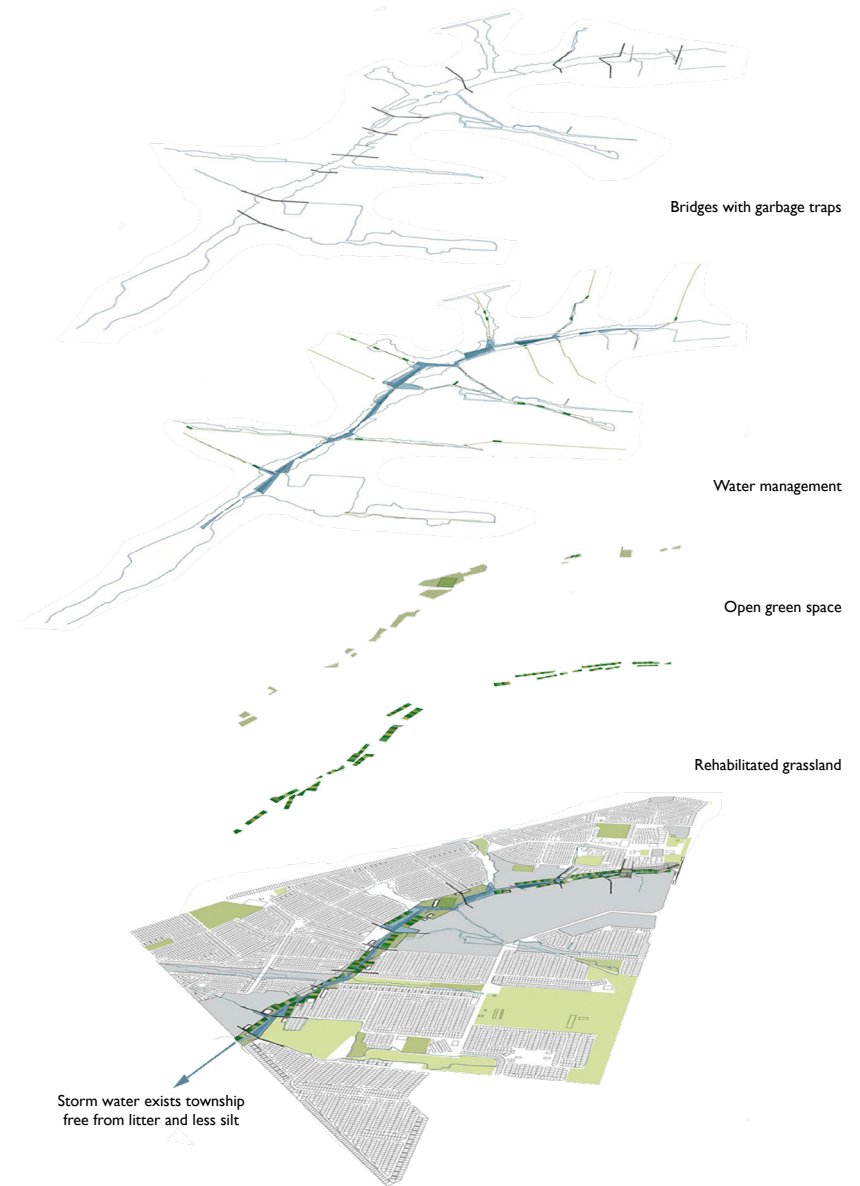 Bridges with garbage traps
Water management
Open green space
Rehabilitated grassland
Storm water exists township
free from litter and less silt